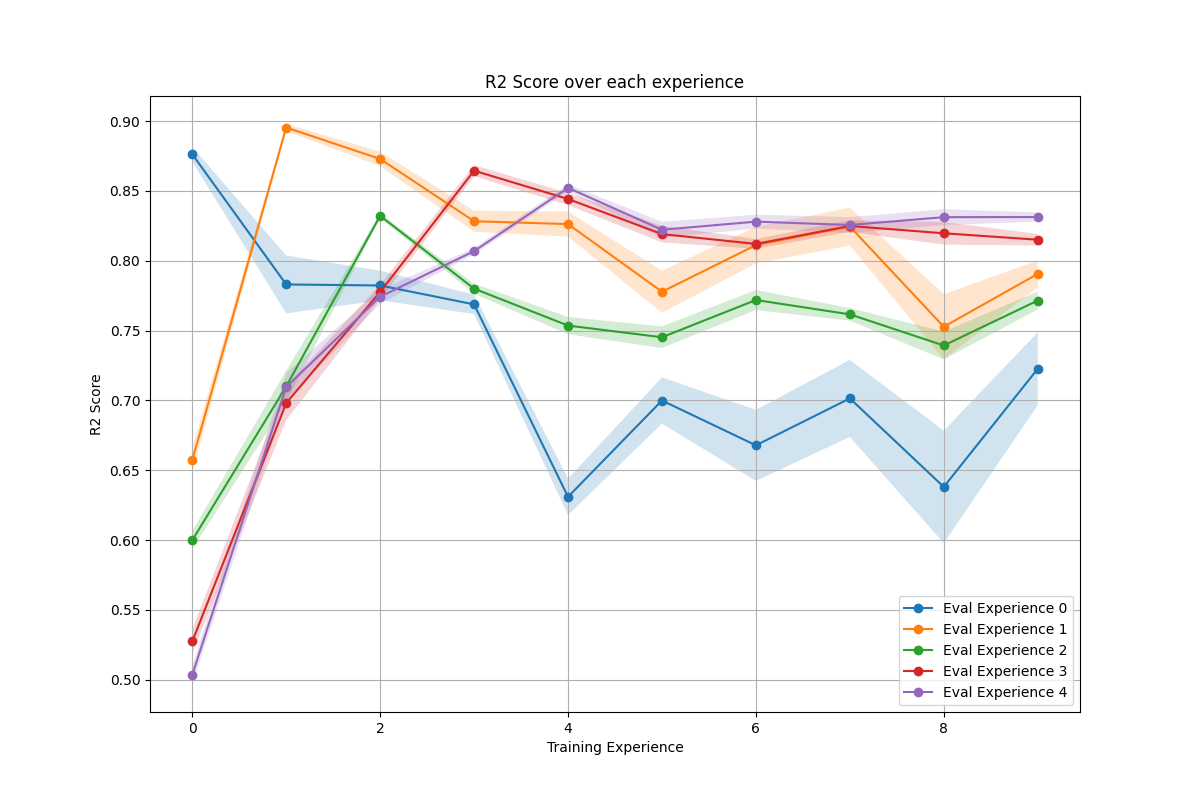 R2 Score over each experience
R2 Score
0.90
0.85
0.80
0.75
0.70
0.65
0.60
0.55
0.50
0 2 4 6 8
Training Experience
Eval Experience 0
Eval Experience 1
Eval Experience 2
Eval Experience 3
Eval Experience 4